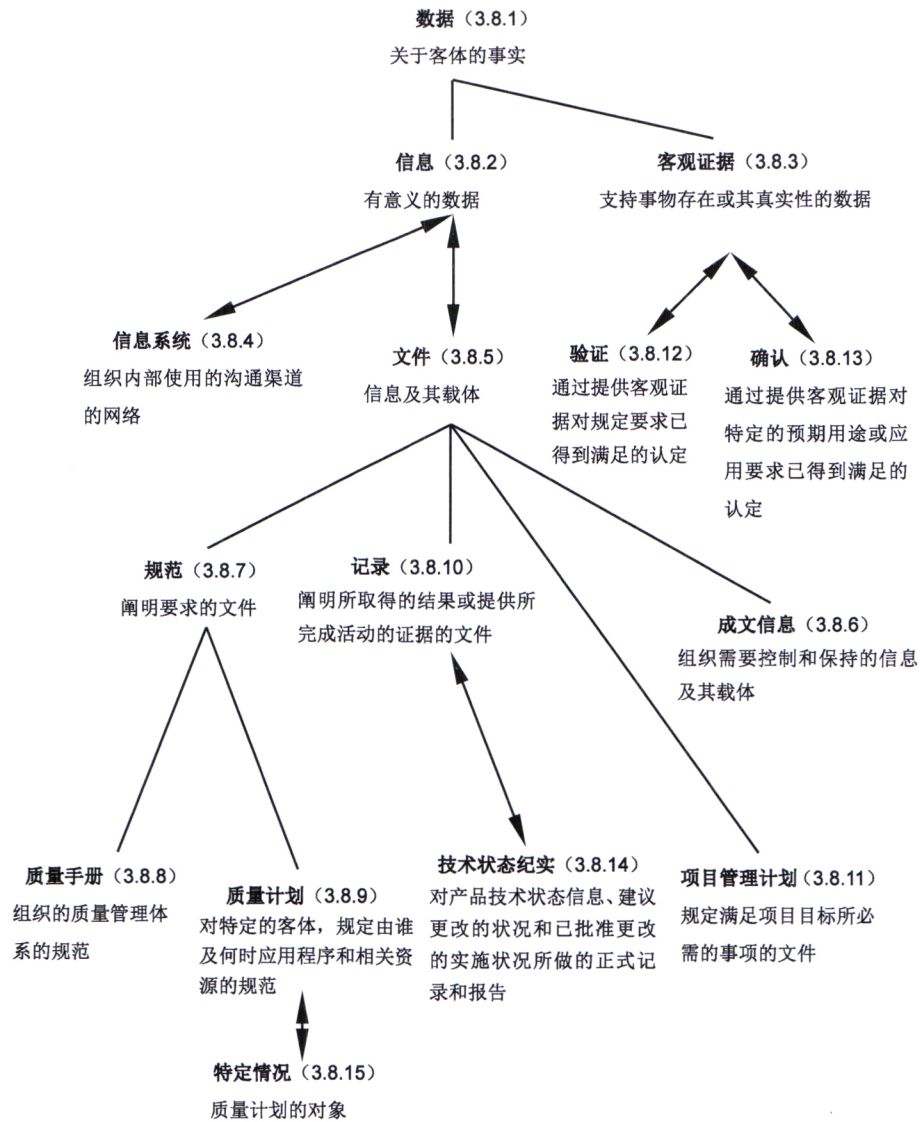 数据（3.8.1）
关于客体的事实
信息（3.8.2）
有意义的数据
客观证据（3.8.3）
支持事物存在或其真实性的数据
信息系统（3.8.4）
组织内部使用的沟通渠道
的网络
文件（3.8.5）
信息及其载体
验证（3.8.12）
通过提供客观证
据对规定要求已
得到满足的认定
确认（3.8.13）
通过提供客观证据对
特定的预期用途或应
用要求已得到满足的
认定
规范（3.8.7）
阐明要求的文件
记录（3.8.10）
阐明所取得的结果或提供所
完成活动的证据的文件
成文信息（3.8.6）
组织需要控制和保持的信息
及其载体
质量手册（3.8.8）
组织的质量管理体
系的规范
质量计划（3.8.9）
对特定的客体，规定由谁
及何时应用程序和相关资
源的规范
技术状态纪实（3.8.14）
对产品技术状态信息、建议
更改的状况和已批准更改
的实施状况所做的正式记
录和报告
项目管理计划（3.8.11）
规定满足项目目标所必
需的事项的文件
特定情况（3.8.15）
质量计划的对象